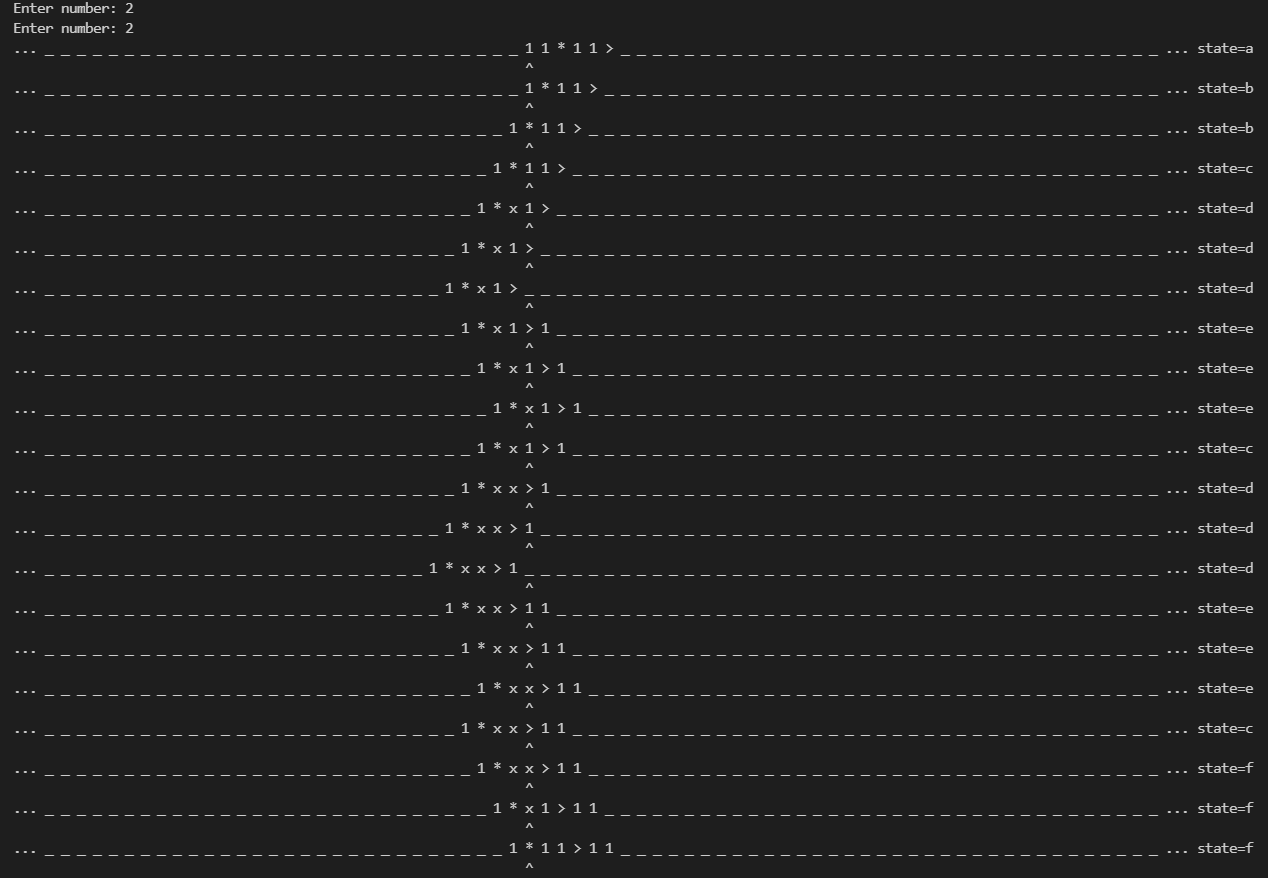 Enter number: 2
Enter number: 2
... _ _ _ _ _ _ _ _ _ _ _ _ _ _ _ _ _ _ _ _ _ _ _ _ _ _ _ _ _ _ 1 1 * 1 1 > _ _ _ _ _ _ _ _ _ _ _ _ _ _ _ _ _ _ _ _ _ _ _ _ _ _ _ _ _ _ _ _ _ _ ... state=a
^
... _ _ _ _ _ _ _ _ _ _ _ _ _ _ _ _ _ _ _ _ _ _ _ _ _ _ _ _ _ _ 1 * 1 1 > _ _ _ _ _ _ _ _ _ _ _ _ _ _ _ _ _ _ _ _ _ _ _ _ _ _ _ _ _ _ _ _ _ _ _ ... state=b
^
... _ _ _ _ _ _ _ _ _ _ _ _ _ _ _ _ _ _ _ _ _ _ _ _ _ _ _ _ _ 1 * 1 1 > _ _ _ _ _ _ _ _ _ _ _ _ _ _ _ _ _ _ _ _ _ _ _ _ _ _ _ _ _ _ _ _ _ _ _ _ ... state=b
^
... _ _ _ _ _ _ _ _ _ _ _ _ _ _ _ _ _ _ _ _ _ _ _ _ _ _ _ _ 1 * 1 1 > _ _ _ _ _ _ _ _ _ _ _ _ _ _ _ _ _ _ _ _ _ _ _ _ _ _ _ _ _ _ _ _ _ _ _ _ _ ... state=c
^
... _ _ _ _ _ _ _ _ _ _ _ _ _ _ _ _ _ _ _ _ _ _ _ _ _ _ _ 1 * x 1 > _ _ _ _ _ _ _ _ _ _ _ _ _ _ _ _ _ _ _ _ _ _ _ _ _ _ _ _ _ _ _ _ _ _ _ _ _ _ ... state=d
^
... _ _ _ _ _ _ _ _ _ _ _ _ _ _ _ _ _ _ _ _ _ _ _ _ _ _ 1 * x 1 > _ _ _ _ _ _ _ _ _ _ _ _ _ _ _ _ _ _ _ _ _ _ _ _ _ _ _ _ _ _ _ _ _ _ _ _ _ _ _ ... state=d
^
... _ _ _ _ _ _ _ _ _ _ _ _ _ _ _ _ _ _ _ _ _ _ _ _ _ 1 * x 1 > _ _ _ _ _ _ _ _ _ _ _ _ _ _ _ _ _ _ _ _ _ _ _ _ _ _ _ _ _ _ _ _ _ _ _ _ _ _ _ _ ... state=d
^
... _ _ _ _ _ _ _ _ _ _ _ _ _ _ _ _ _ _ _ _ _ _ _ _ _ _ 1 * x 1 > 1 _ _ _ _ _ _ _ _ _ _ _ _ _ _ _ _ _ _ _ _ _ _ _ _ _ _ _ _ _ _ _ _ _ _ _ _ _ _ ... state=e
^
... _ _ _ _ _ _ _ _ _ _ _ _ _ _ _ _ _ _ _ _ _ _ _ _ _ _ _ 1 * x 1 > 1 _ _ _ _ _ _ _ _ _ _ _ _ _ _ _ _ _ _ _ _ _ _ _ _ _ _ _ _ _ _ _ _ _ _ _ _ _ ... state=e
^
... _ _ _ _ _ _ _ _ _ _ _ _ _ _ _ _ _ _ _ _ _ _ _ _ _ _ _ _ 1 * x 1 > 1 _ _ _ _ _ _ _ _ _ _ _ _ _ _ _ _ _ _ _ _ _ _ _ _ _ _ _ _ _ _ _ _ _ _ _ _ ... state=e
^
... _ _ _ _ _ _ _ _ _ _ _ _ _ _ _ _ _ _ _ _ _ _ _ _ _ _ _ 1 * x 1 > 1 _ _ _ _ _ _ _ _ _ _ _ _ _ _ _ _ _ _ _ _ _ _ _ _ _ _ _ _ _ _ _ _ _ _ _ _ _ ... state=c
^
... _ _ _ _ _ _ _ _ _ _ _ _ _ _ _ _ _ _ _ _ _ _ _ _ _ _ 1 * x x > 1 _ _ _ _ _ _ _ _ _ _ _ _ _ _ _ _ _ _ _ _ _ _ _ _ _ _ _ _ _ _ _ _ _ _ _ _ _ _ ... state=d
^
... _ _ _ _ _ _ _ _ _ _ _ _ _ _ _ _ _ _ _ _ _ _ _ _ _ 1 * x x > 1 _ _ _ _ _ _ _ _ _ _ _ _ _ _ _ _ _ _ _ _ _ _ _ _ _ _ _ _ _ _ _ _ _ _ _ _ _ _ _ ... state=d
^
... _ _ _ _ _ _ _ _ _ _ _ _ _ _ _ _ _ _ _ _ _ _ _ _ 1 * x x > 1 _ _ _ _ _ _ _ _ _ _ _ _ _ _ _ _ _ _ _ _ _ _ _ _ _ _ _ _ _ _ _ _ _ _ _ _ _ _ _ _ ... state=d
^
... _ _ _ _ _ _ _ _ _ _ _ _ _ _ _ _ _ _ _ _ _ _ _ _ _ 1 * x x > 1 1 _ _ _ _ _ _ _ _ _ _ _ _ _ _ _ _ _ _ _ _ _ _ _ _ _ _ _ _ _ _ _ _ _ _ _ _ _ _ ... state=e
^
... _ _ _ _ _ _ _ _ _ _ _ _ _ _ _ _ _ _ _ _ _ _ _ _ _ _ 1 * x x > 1 1 _ _ _ _ _ _ _ _ _ _ _ _ _ _ _ _ _ _ _ _ _ _ _ _ _ _ _ _ _ _ _ _ _ _ _ _ _ ... state=e
^
... _ _ _ _ _ _ _ _ _ _ _ _ _ _ _ _ _ _ _ _ _ _ _ _ _ _ _ 1 * x x > 1 1 _ _ _ _ _ _ _ _ _ _ _ _ _ _ _ _ _ _ _ _ _ _ _ _ _ _ _ _ _ _ _ _ _ _ _ _ ... state=e
^
... _ _ _ _ _ _ _ _ _ _ _ _ _ _ _ _ _ _ _ _ _ _ _ _ _ _ 1 * x x > 1 1 _ _ _ _ _ _ _ _ _ _ _ _ _ _ _ _ _ _ _ _ _ _ _ _ _ _ _ _ _ _ _ _ _ _ _ _ _ ... state=c
^
... _ _ _ _ _ _ _ _ _ _ _ _ _ _ _ _ _ _ _ _ _ _ _ _ _ _ _ 1 * x x > 1 1 _ _ _ _ _ _ _ _ _ _ _ _ _ _ _ _ _ _ _ _ _ _ _ _ _ _ _ _ _ _ _ _ _ _ _ _ ... state=f
^
... _ _ _ _ _ _ _ _ _ _ _ _ _ _ _ _ _ _ _ _ _ _ _ _ _ _ _ _ 1 * x 1 > 1 1 _ _ _ _ _ _ _ _ _ _ _ _ _ _ _ _ _ _ _ _ _ _ _ _ _ _ _ _ _ _ _ _ _ _ _ ... state=f
^
... _ _ _ _ _ _ _ _ _ _ _ _ _ _ _ _ _ _ _ _ _ _ _ _ _ _ _ _ _ 1 * 1 1 > 1 1 _ _ _ _ _ _ _ _ _ _ _ _ _ _ _ _ _ _ _ _ _ _ _ _ _ _ _ _ _ _ _ _ _ _ ... state=f
^